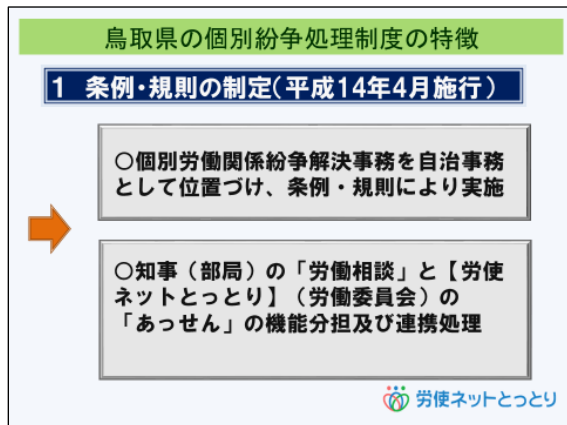 鳥取県の個別紛争処理制度の特徴
1 条例・規則の制定(平成14年4月施行)
○個別労働関係紛争解決事務を自治事務
として位置づけ、条例・規則により実施
○知事（部局）の「労働相談」と【労使
ネットとっとり】（労働委員会）の
「あっせん」の機能分担及び連携処理
労使ネットとっとり